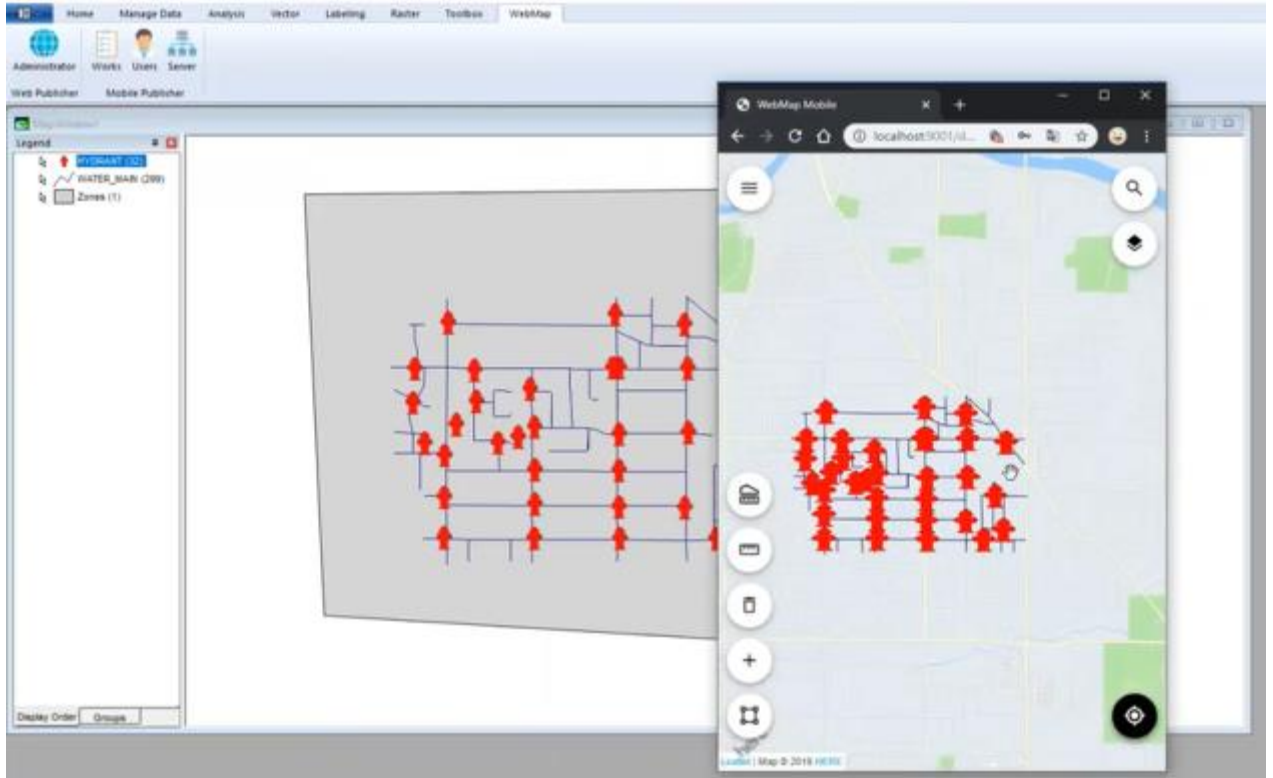 Home Manage Data Analysis Vector Labeling Raster Toolbox WebMap
Administrator Works Users Server
Web Publisher Mobile Publisher
WebMap Mobile
localhost:9001/d...
Legend
HYDRANT (32)
WATER_MAIN (299)
Zones (1)
Display Order Groups
Leaflet | Map © 2019 HERE